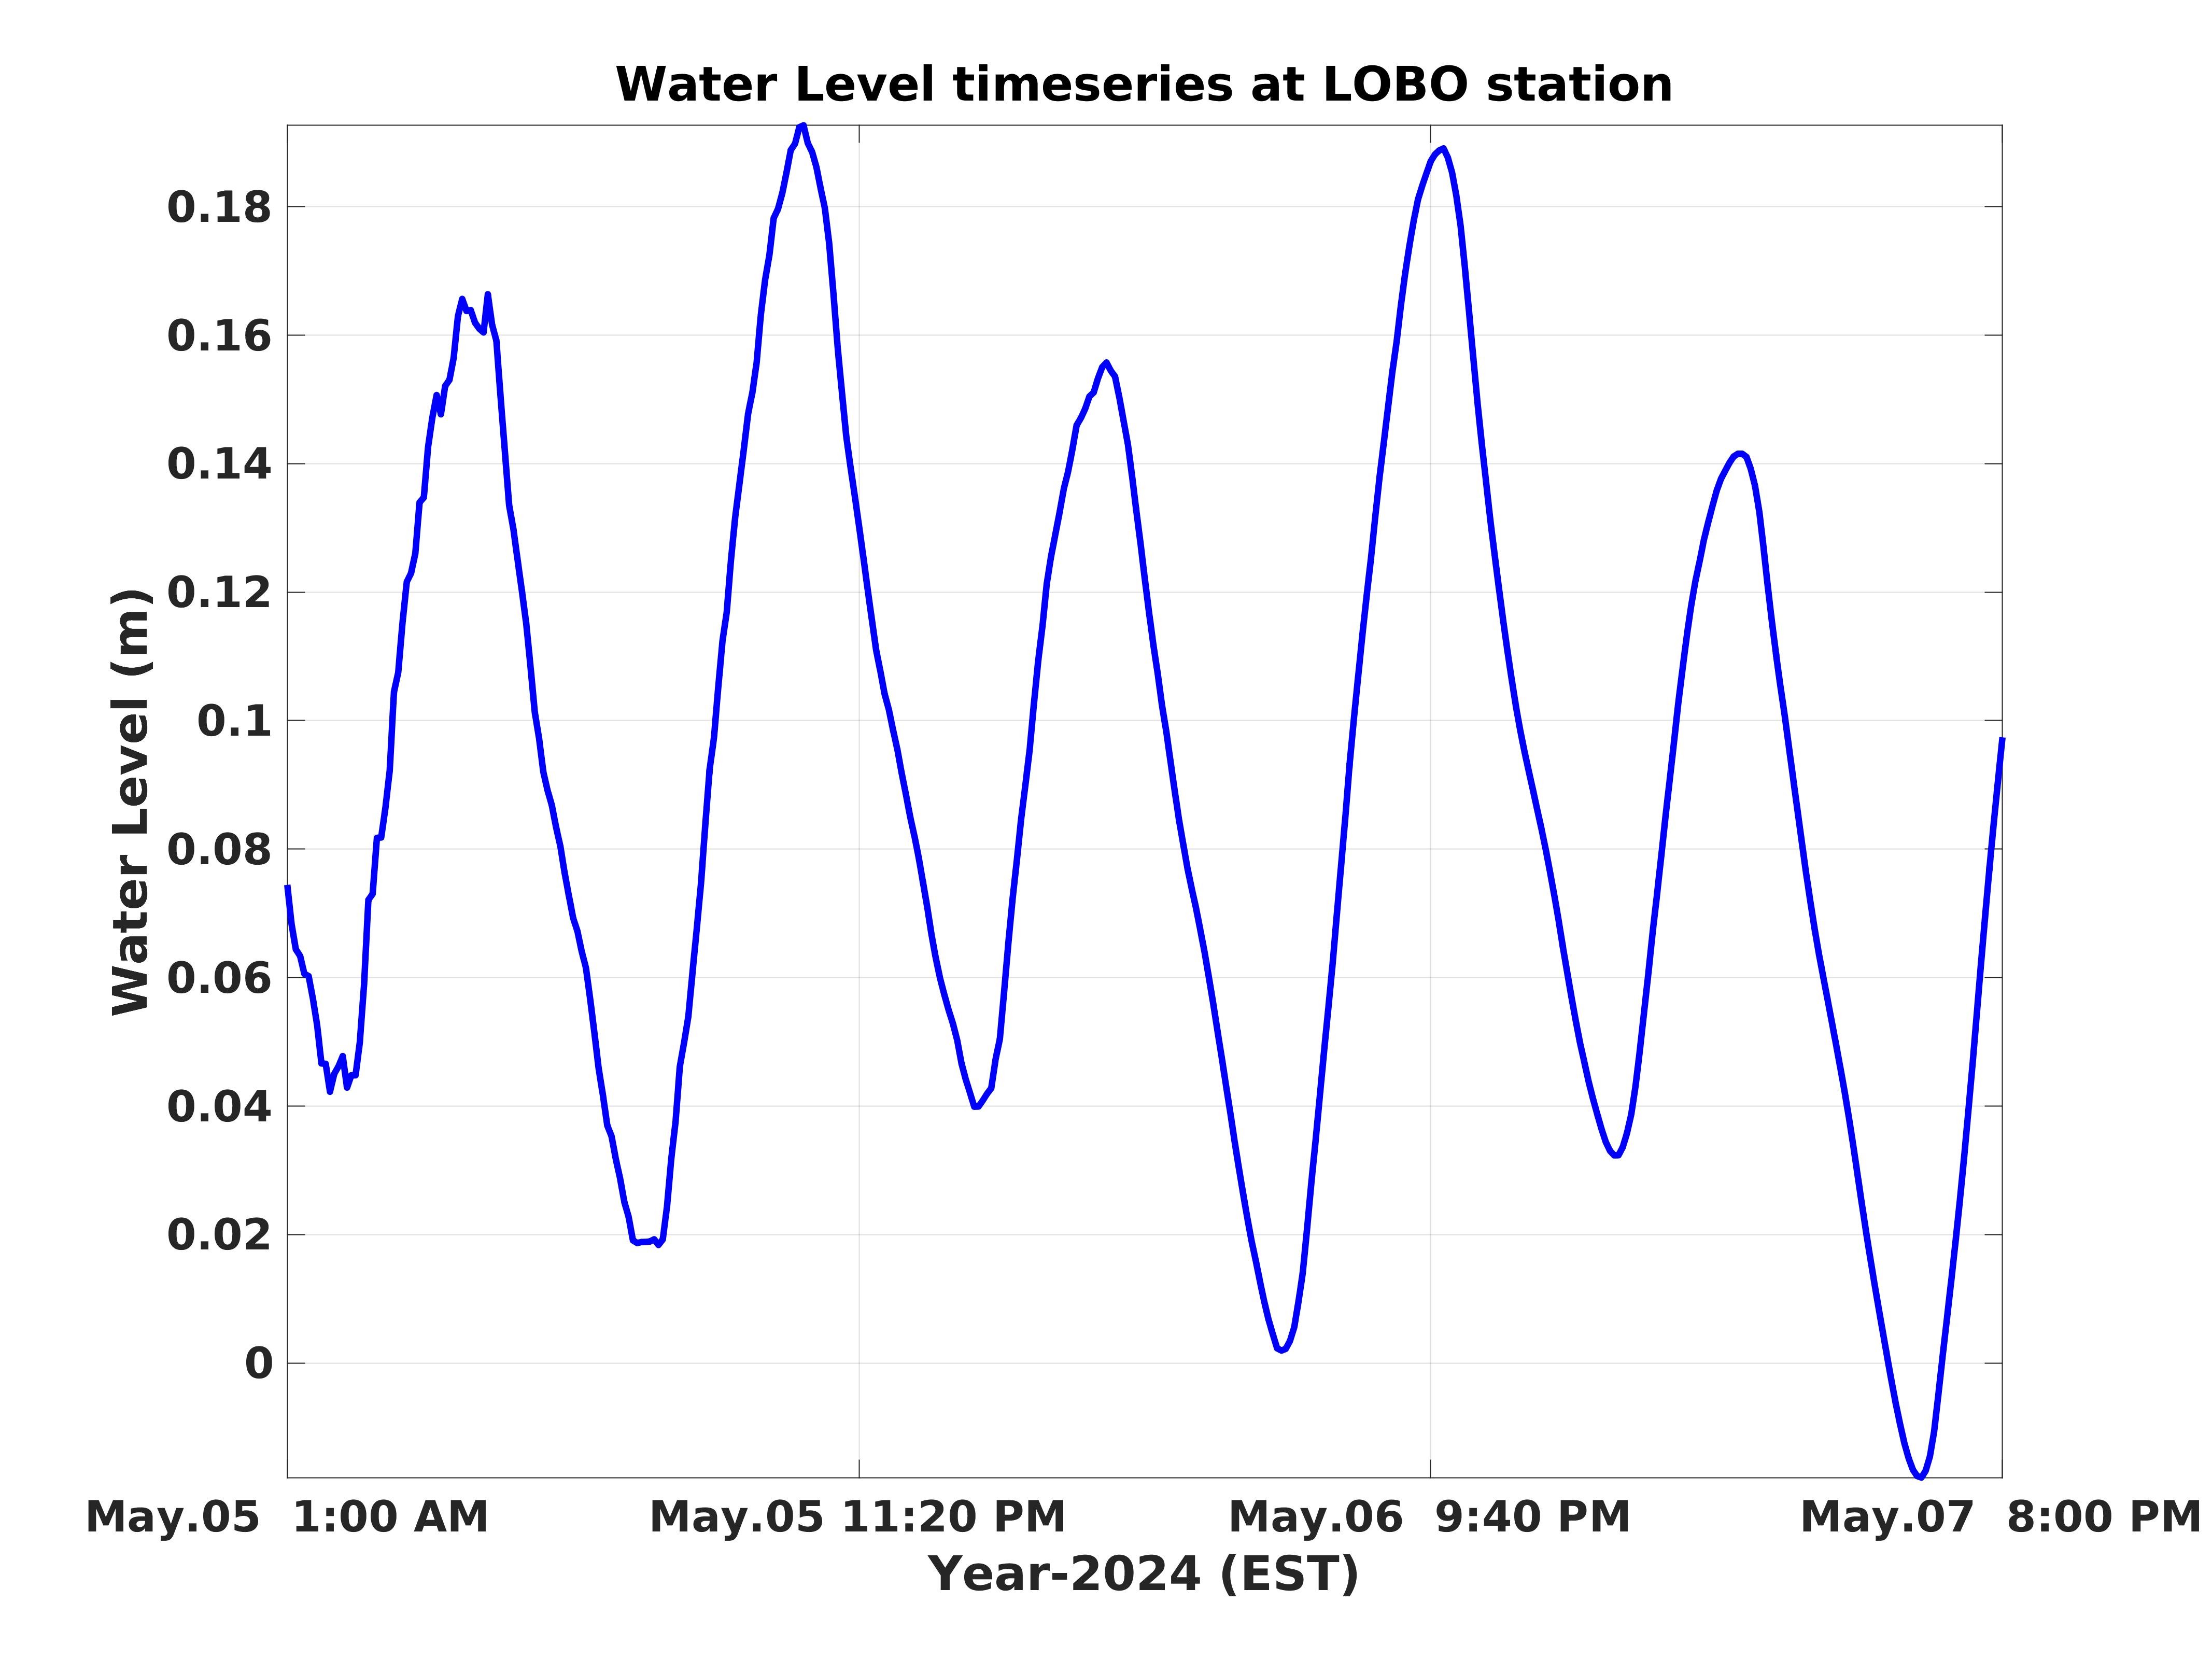 Water Level timeseries at LOBO station
Water Level (m)
0.18
0.16
0.14
0.12
0.1
0.08
0.06
0.04
0.02
0
May.05  1:00 AM
May.05 11:20 PM
May.06  9:40 PM
May.07  8:00 PM
Year-2024 (EST)